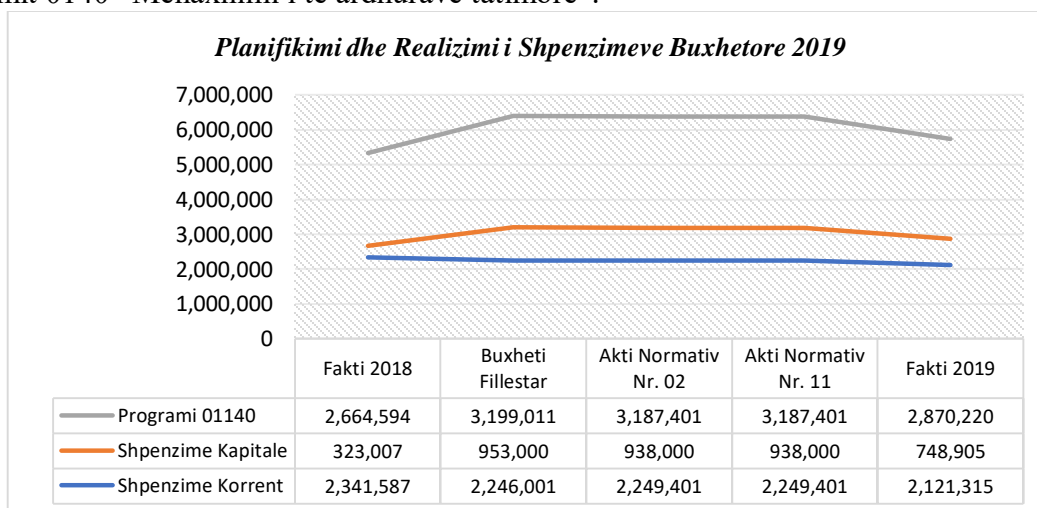 Planifikimi dhe Realizimi i Shpenzimeve Buxhetore 2019
7,000,000
6,000,000
5,000,000
4,000,000
3,000,000
2,000,000
1,000,000
0
Fakti 2018 Buxheti Fillestar Akti Normativ Nr. 02 Akti Normativ Nr. 11 Fakti 2019
Programi 01140 2,664,594 3,199,011 3,187,401 3,187,401 2,870,220
Shpenzime Kapitale 323,007 953,000 938,000 938,000 748,905
Shpenzime Korrent 2,341,587 2,246,001 2,249,401 2,249,401 2,121,315